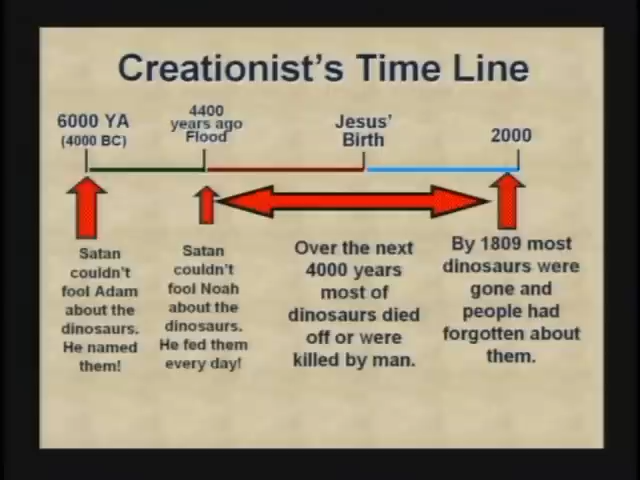 Creationist's Time Line
6000 YA
(4000 BC)
4400
years ago
Flood
Jesus'
Birth
2000
Satan
couldn't
fool Adam
about the
dinosaurs.
He named
them!
Satan
couldn't
fool Noah
about the
dinosaurs.
He fed them
every day!
Over the next
4000 years
most of
dinosaurs died
off or were
killed by man.
By 1809 most
dinosaurs were
gone and
people had
forgotten about
them.